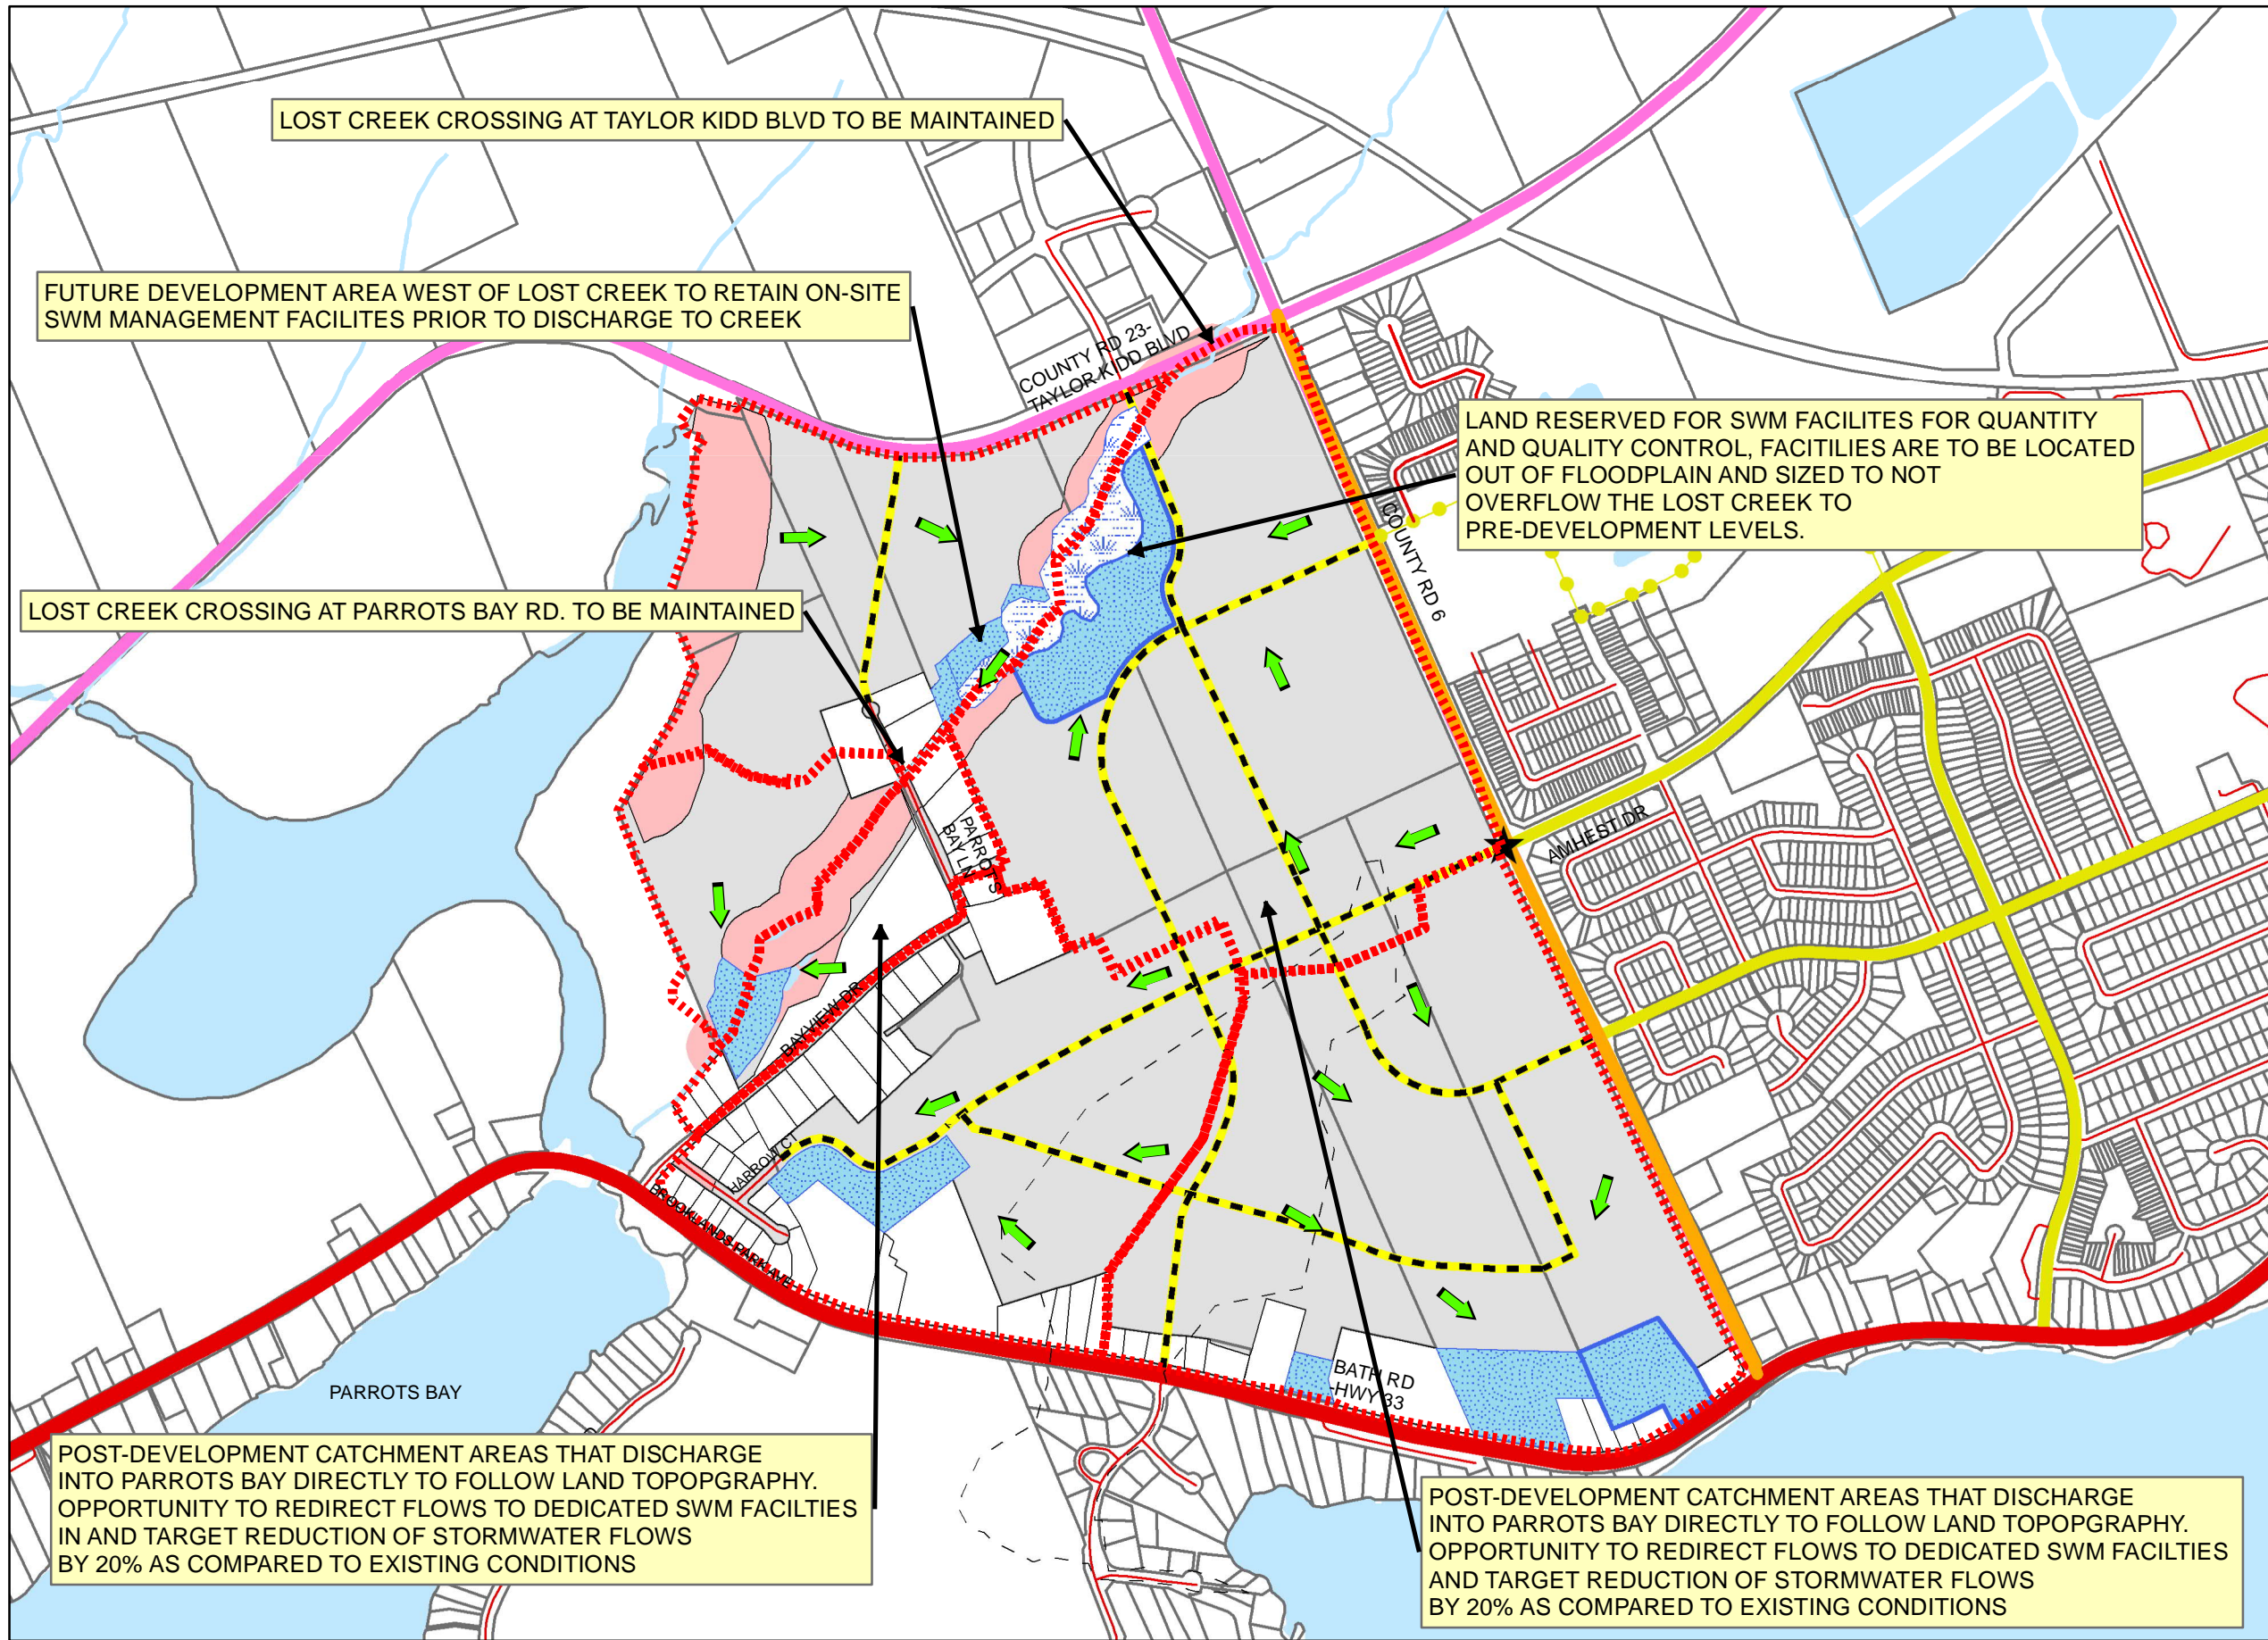 LOST CREEK CROSSING AT TAYLOR KIDD BLVD TO BE MAINTAINED
FUTURE DEVELOPMENT AREA WEST OF LOST CREEK TO RETAIN ON-SITE
SWM MANAGEMENT FACILITES PRIOR TO DISCHARGE TO CREEK
COUNTY RD 23-
TAYLOR KIDD BLVD
LAND RESERVED FOR SWM FACILITES FOR QUANTITY
AND QUALITY CONTROL, FACITILIES ARE TO BE LOCATED
OUT OF FLOODPLAIN AND SIZED TO NOT
OVERFLOW THE LOST CREEK TO
PRE-DEVELOPMENT LEVELS.
COUNTY RD 6
LOST CREEK CROSSING AT PARROTS BAY RD. TO BE MAINTAINED
PARROTS
BAY LN
AMHEST DR
BAYVIEW DR
HARROW CT
BROOKLANDS PARK AVE
BATH RD
-HWY 33
PARROTS BAY
POST-DEVELOPMENT CATCHMENT AREAS THAT DISCHARGE
INTO PARROTS BAY DIRECTLY TO FOLLOW LAND TOPOPGRAPHY.
OPPORTUNITY TO REDIRECT FLOWS TO DEDICATED SWM FACILTIES
IN AND TARGET REDUCTION OF STORMWATER FLOWS
BY 20% AS COMPARED TO EXISTING CONDITIONS
POST-DEVELOPMENT CATCHMENT AREAS THAT DISCHARGE
INTO PARROTS BAY DIRECTLY TO FOLLOW LAND TOPOPGRAPHY.
OPPORTUNITY TO REDIRECT FLOWS TO DEDICATED SWM FACILTIES
AND TARGET REDUCTION OF STORMWATER FLOWS
BY 20% AS COMPARED TO EXISTING CONDITIONS